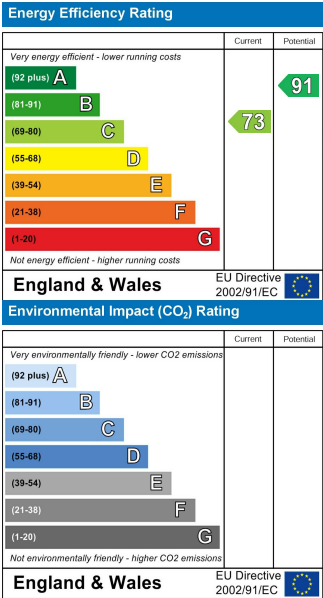 Energy Efficiency Rating
Current Potential
Very energy efficient - lower running costs
(92 plus) A
(81-91) B
91
(69-80) C
73
(55-68) D
(39-54) E
(21-38) F
(1-20) G
Not energy efficient - higher running costs
England & Wales
EU Directive
2002/91/EC
Environmental Impact (CO₂) Rating
Current Potential
Very environmentally friendly - lower CO2 emissions
(92 plus) A
(81-91) B
(69-80) C
(55-68) D
(39-54) E
(21-38) F
(1-20) G
Not environmentally friendly - higher CO2 emissions
England & Wales
EU Directive
2002/91/EC